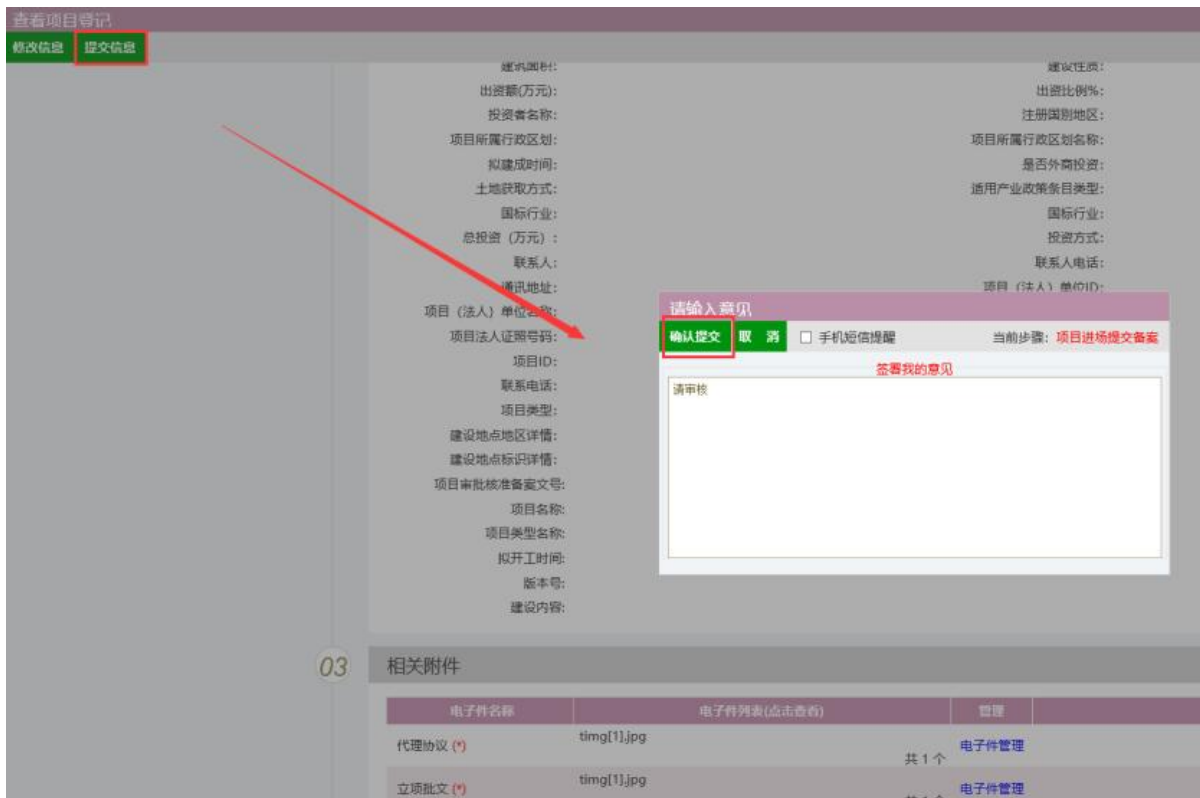 查看项目登记
修改信息 提交信息
建筑面积: 建设性质:
出资额(万元): 出资比例%:
投资者名称: 注册国别地区:
项目所属行政区划: 项目所属行政区划名称:
拟建成时间: 是否外商投资:
土地获取方式: 适用产业政策条目类型:
国标行业: 国标行业:
总投资（万元）: 投资方式:
联系人: 联系人电话:
通讯地址: 项目（法人）单位ID:
项目（法人）单位名称:
项目法人证照号码:
项目ID:
联系电话:
项目类型:
建设地点地区详情:
建设地点标识详情:
项目审批核准备案文号:
项目名称:
项目类型名称:
拟开工时间:
版本号:
建设内容:
请输入意见
确认提交 取 消 手机短信提醒 当前步骤: 项目进场提交备案
签署我的意见
请审核
03 相关附件
电子件名称 电子件列表(点击查看) 管理
代理协议 (*) timg[1].jpg 共 1 个 电子件管理
立项批文 (*) timg[1].jpg 电子件管理